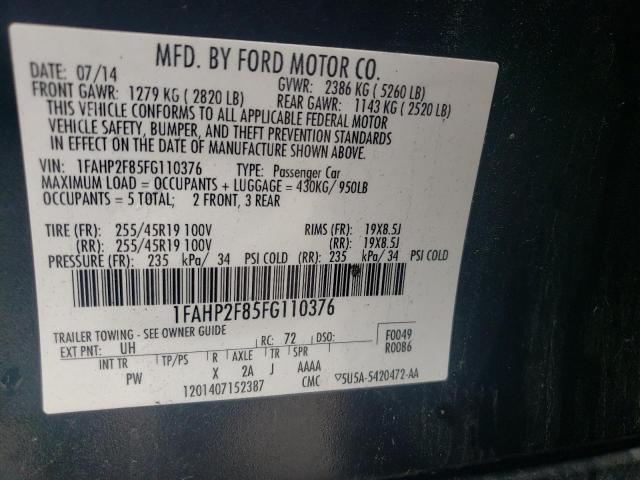 MFD. BY FORD MOTOR CO.
DATE: 07/14 GVWR: 2386 KG ( 5260 LB)
FRONT GAWR: 1279 KG ( 2820 LB) REAR GAWR: 1143 KG ( 2520 LB)
THIS VEHICLE CONFORMS TO ALL APPLICABLE FEDERAL MOTOR
VEHICLE SAFETY, BUMPER, AND THEFT PREVENTION STANDARDS
IN EFFECT ON THE DATE OF MANUFACTURE SHOWN ABOVE.
VIN: 1FAHP2F85FG110376 TYPE: Passenger Car
MAXIMUM LOAD = OCCUPANTS + LUGGAGE = 430KG/ 950LB
OCCUPANTS = 5 TOTAL; 2 FRONT, 3 REAR
TIRE (FR): 255/45R19 100V RIMS (FR): 19X8.5J
(RR): 255/45R19 100V (RR): 19X8.5J
PRESSURE (FR): 235 kPa/ 34 PSI COLD (RR): 235 kPa/ 34 PSI COLD
1FAHP2F85FG110376
TRAILER TOWING - SEE OWNER GUIDE
EXT PNT: UH RC: 72 DSO: F0049
R0086
INT TR TP/PS R AXLE TR SPR
PW X 2A J AAAA
1201407152387 CMC ▽5U5A-5420472-AA